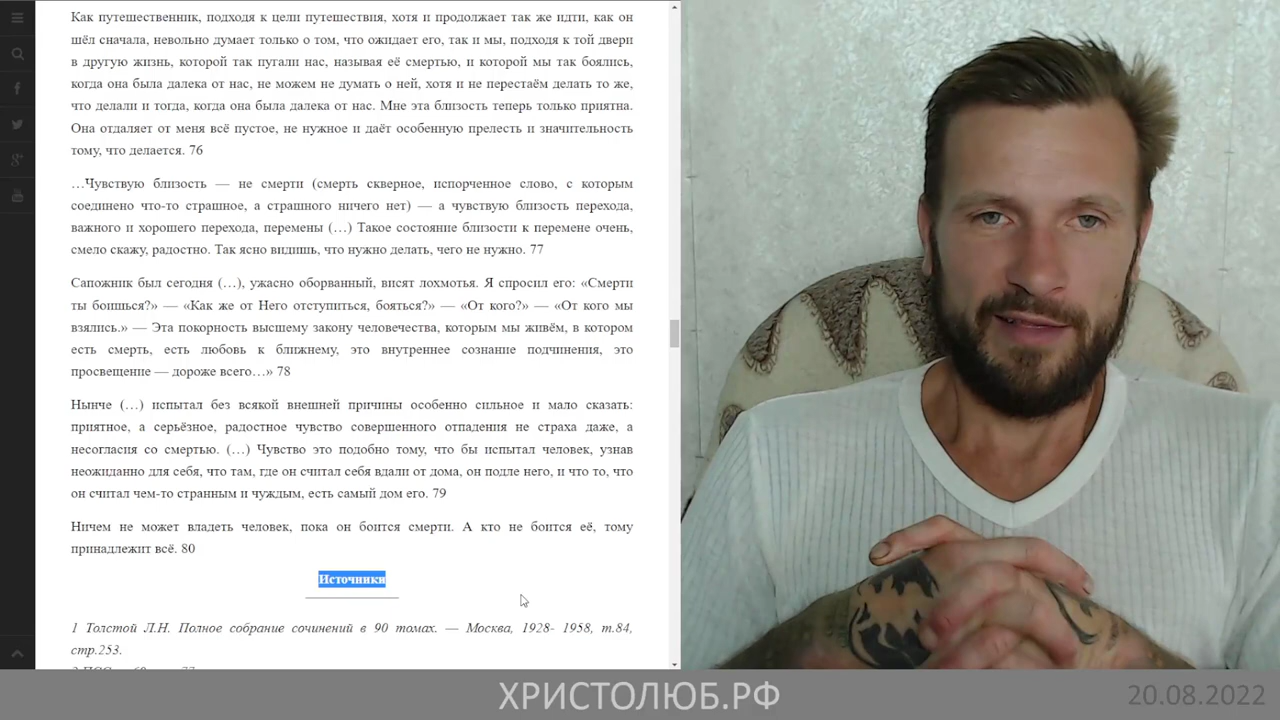 Как путешественник, подходя к цели путешествия, хотя и продолжает так же идти, как он
шёл сначала, невольно думает только о том, что ожидает его, так и мы, подходя к той двери
в другую жизнь, которой так пугали нас, называя её смертью, и которой мы так боялись,
когда она была далека от нас, не можем не думать о ней, хотя и не перестаём делать то же,
что делали и тогда, когда она была далека от нас. Мне эта близость теперь только приятна.
Она отдаляет от меня всё пустое, не нужное и даёт особенную прелесть и значительность
тому, что делается. 76
…Чувствую близость — не смерти (смерть скверное, испорченное слово, с которым
соединено что-то страшное, а страшного ничего нет) — а чувствую близость перехода,
важного и хорошего перехода, перемены (…) Такое состояние близости к перемене очень,
смело скажу, радостно. Так ясно видишь, что нужно делать, чего не нужно. 77
Сапожник был сегодня (…), ужасно оборванный, висят лохмотья. Я спросил его: «Смерти
ты боишься?» — «Как же от Него отступиться, бояться?» — «От кого?» — «От кого мы
взялись.» — Эта покорность высшему закону человечества, которым мы живём, в котором
есть смерть, есть любовь к ближнему, это внутреннее сознание подчинения, это
просвещение — дороже всего…» 78
Нынче (…) испытал без всякой внешней причины особенно сильное и мало сказать:
приятное, а серьёзное, радостное чувство совершенного отпадения не страха даже, а
несогласия со смертью. (…) Чувство это подобно тому, что бы испытал человек, узнав
неожиданно для себя, что там, где он считал себя вдали от дома, он подле него, и что то, что
он считал чем-то странным и чуждым, есть самый дом его. 79
Ничем не может владеть человек, пока он боится смерти. А кто не боится её, тому
принадлежит всё. 80
Источники
1 Толстой Л.Н. Полное собрание сочинений в 90 томах. — Москва, 1928- 1958, т.84,
стр.253.
ХРИСТОЛЮБ.РФ
20.08.2022